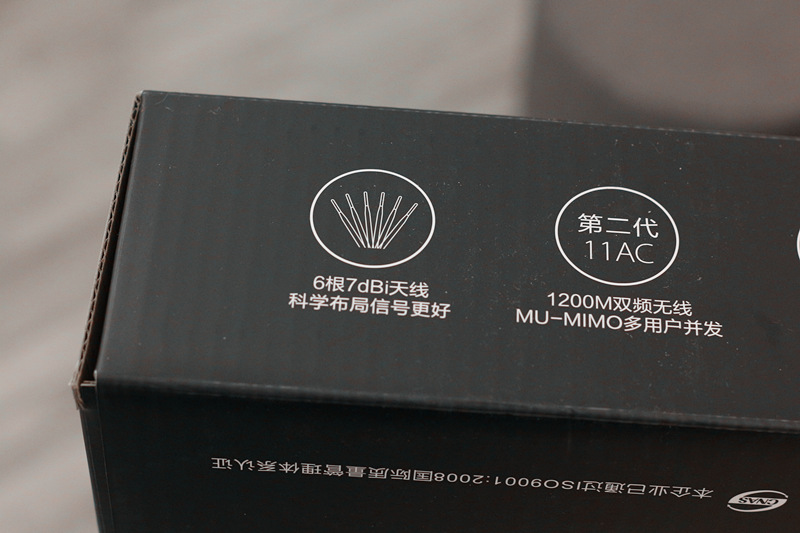 第二代
11AC
6根7dBi天线
科学布局信号更好
1200M双频无线
MU-MIMO多用户并发
本企业已通过ISO9001:2008国际质量管理体系认证
CNAS